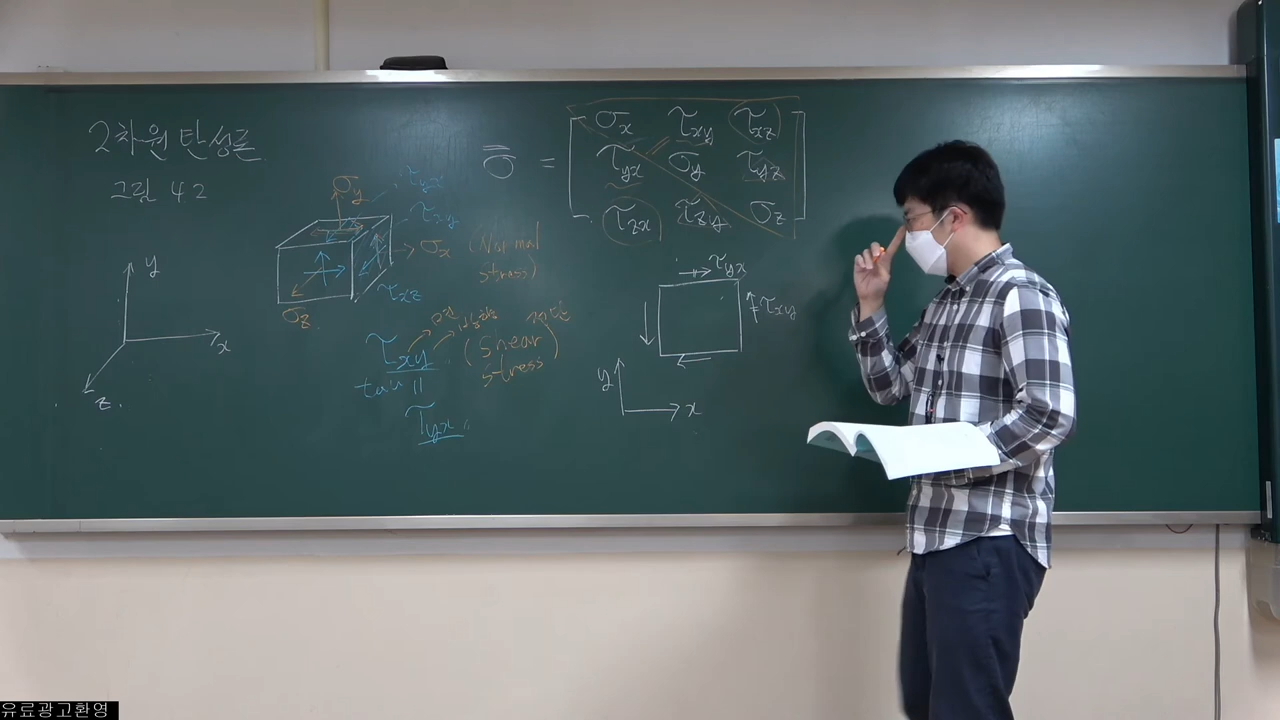 2차원 탄성론
그림 4.2
y
x
z
σy
τyx
τzy
σx (Normal
stress)
τxz
σz
τxy
(Shear
stress)
tau
τyx
σ =
σx τxy τxz
τyx σy τyz
τzx τzy σz
τyx
τxy
y
x
유료광고환영